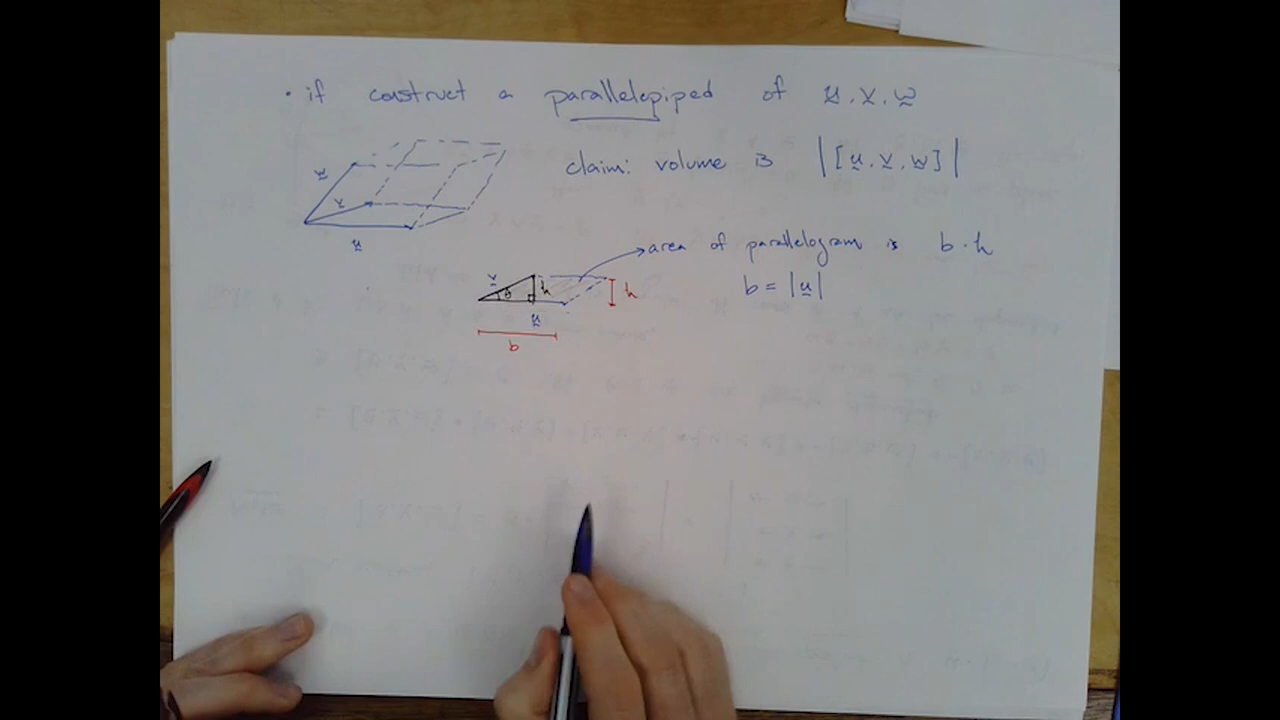 • if construct a parallelepiped of u, v, w
claim: volume is |[u, v, w]|
w
v
u
area of parallelogram is b · h
b = |u|
v
θ
h
h
u
b